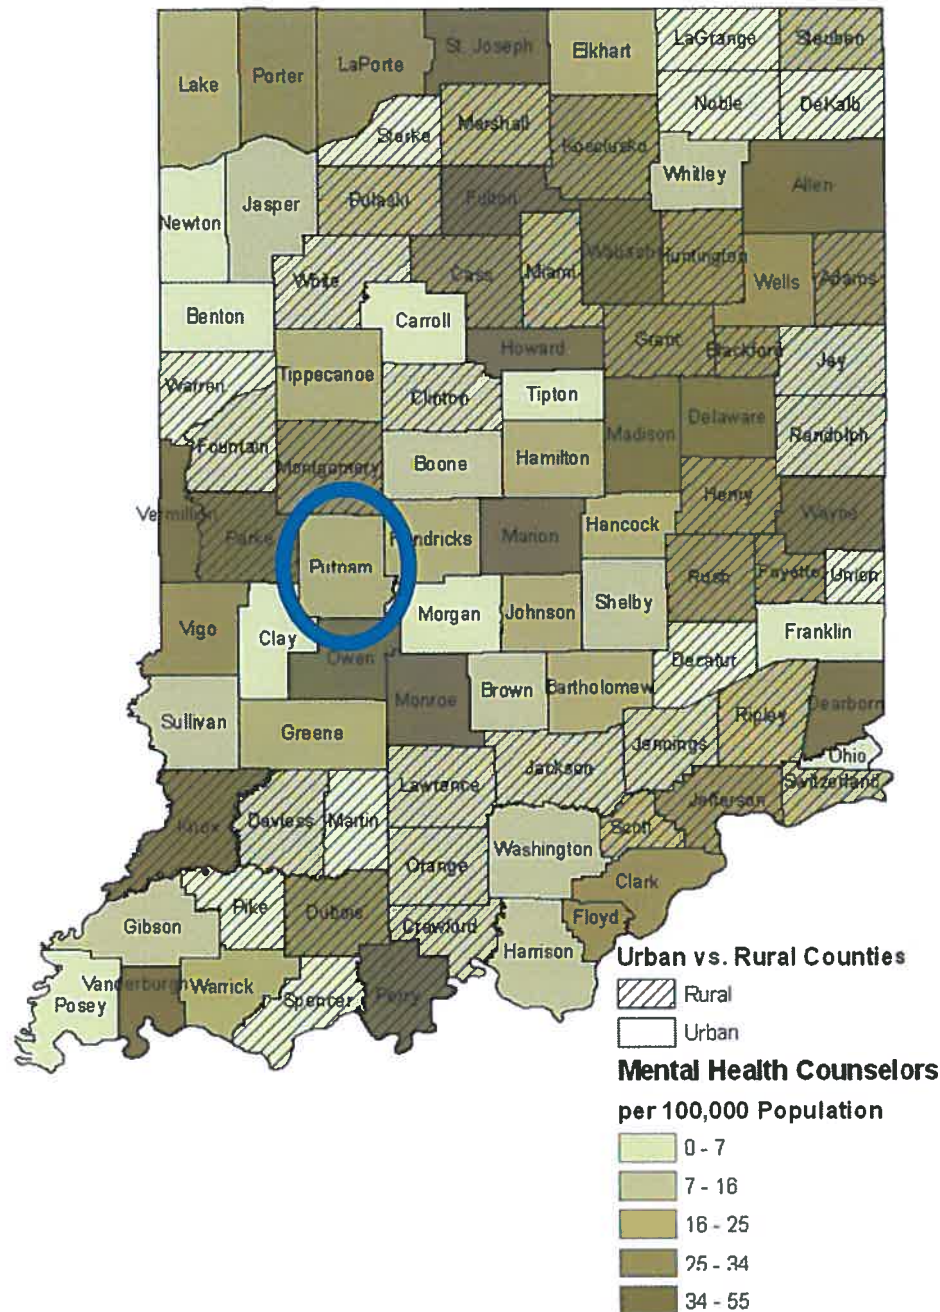 St. Joseph
Elkhart
LaGrange
Steuben
Lake
Porter
LaPorte
Noble
DeKalb
Starke
Marshall
Kosciusko
Whitley
Allen
Newton
Jasper
Pulaski
Fulton
Wabash
Huntington
White
Cass
Miami
Wells
Adams
Benton
Carroll
Howard
Grant
Blackford
Jay
Warren
Tippecanoe
Clinton
Tipton
Madison
Delaware
Randolph
Fountain
Montgomery
Boone
Hamilton
Henry
Wayne
Vermillion
Parke
Putnam
Hendricks
Marion
Hancock
Rush
Fayette
Union
Vigo
Clay
Morgan
Johnson
Shelby
Franklin
Owen
Monroe
Brown
Bartholomew
Decatur
Ripley
Dearborn
Sullivan
Greene
Jackson
Jennings
Ohio
Switzerland
Lawrence
Jefferson
Knox
Daviess
Martin
Washington
Scott
Orange
Clark
Gibson
Pike
Dubois
Crawford
Floyd
Harrison
Posey
Vanderburgh
Warrick
Spencer
Perry
Urban vs. Rural Counties
Rural
Urban
Mental Health Counselors
per 100,000 Population
0 - 7
7 - 16
16 - 25
25 - 34
34 - 55